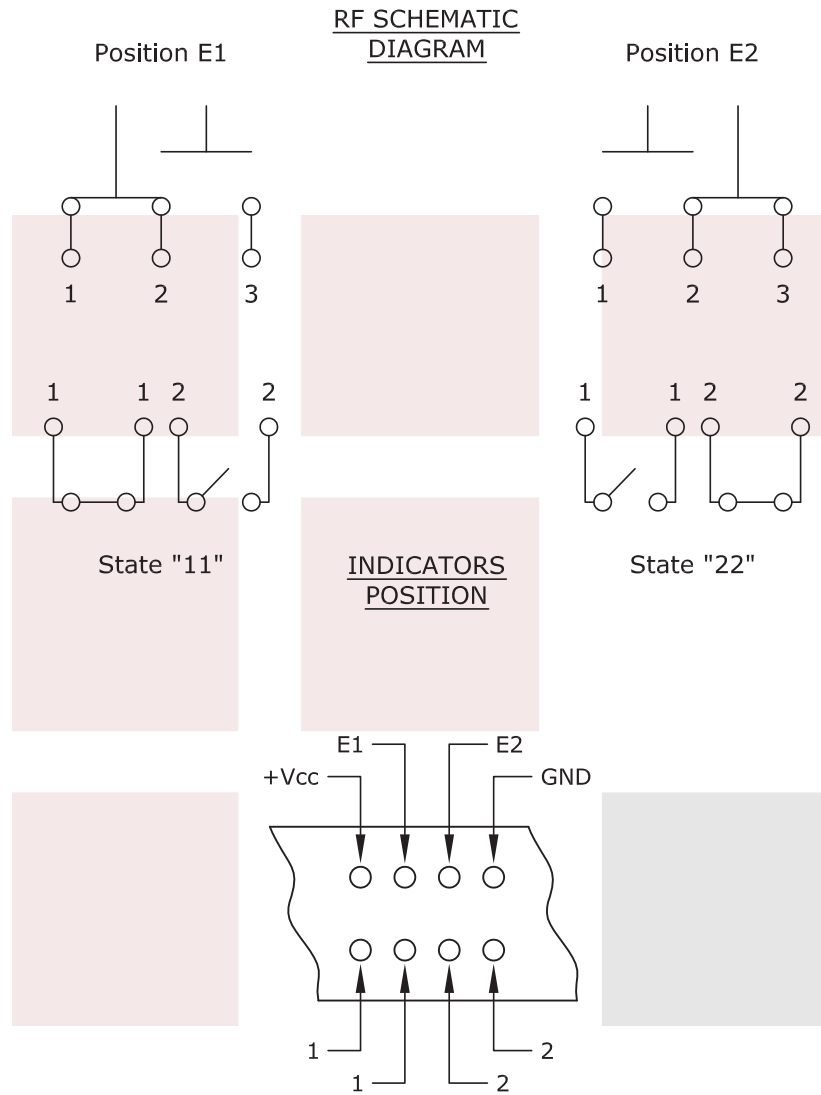 RF SCHEMATIC
DIAGRAM
Position E1
Position E2
1 2 3
1 2 3
1 1 2 2
1 1 2 2
State "11"
State "22"
INDICATORS
POSITION
E1
E2
+Vcc
GND
1
2
1
2